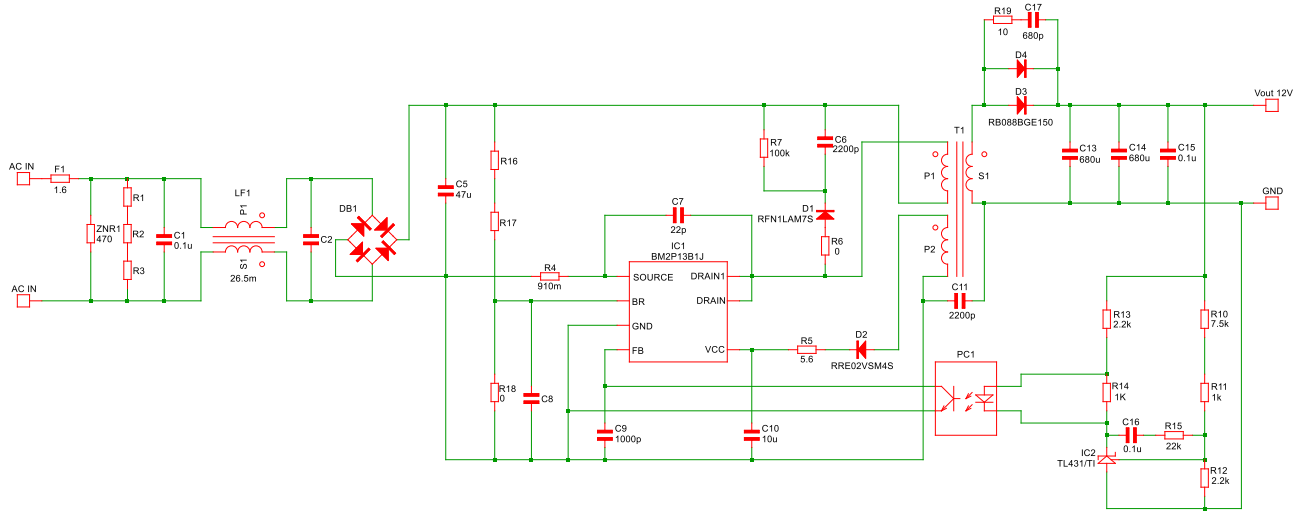 R19
10
C17
680p
D4
D3
RB088BGE150
Vout 12V
AC IN
F1
1.6
R1
R2
R3
ZNR1
470
C1
0.1u
LF1
P1
S1
26.5m
C2
DB1
C5
47u
R16
R17
R7
100k
C6
2200p
D1
RFN1LAM7S
R6
0
C7
22p
IC1
BM2P13B1J
SOURCE
BR
GND
FB
DRAIN1
DRAIN
VCC
R4
910m
T1
P1
S1
P2
C13
680u
C14
680u
C15
0.1u
GND
AC IN
C11
2200p
R5
5.6
D2
RRE02VSM4S
PC1
R13
2.2k
R10
7.5k
R14
1K
R11
1k
R18
0
C8
C9
1000p
C10
10u
C16
0.1u
R15
22k
IC2
TL431/TI
R12
2.2k